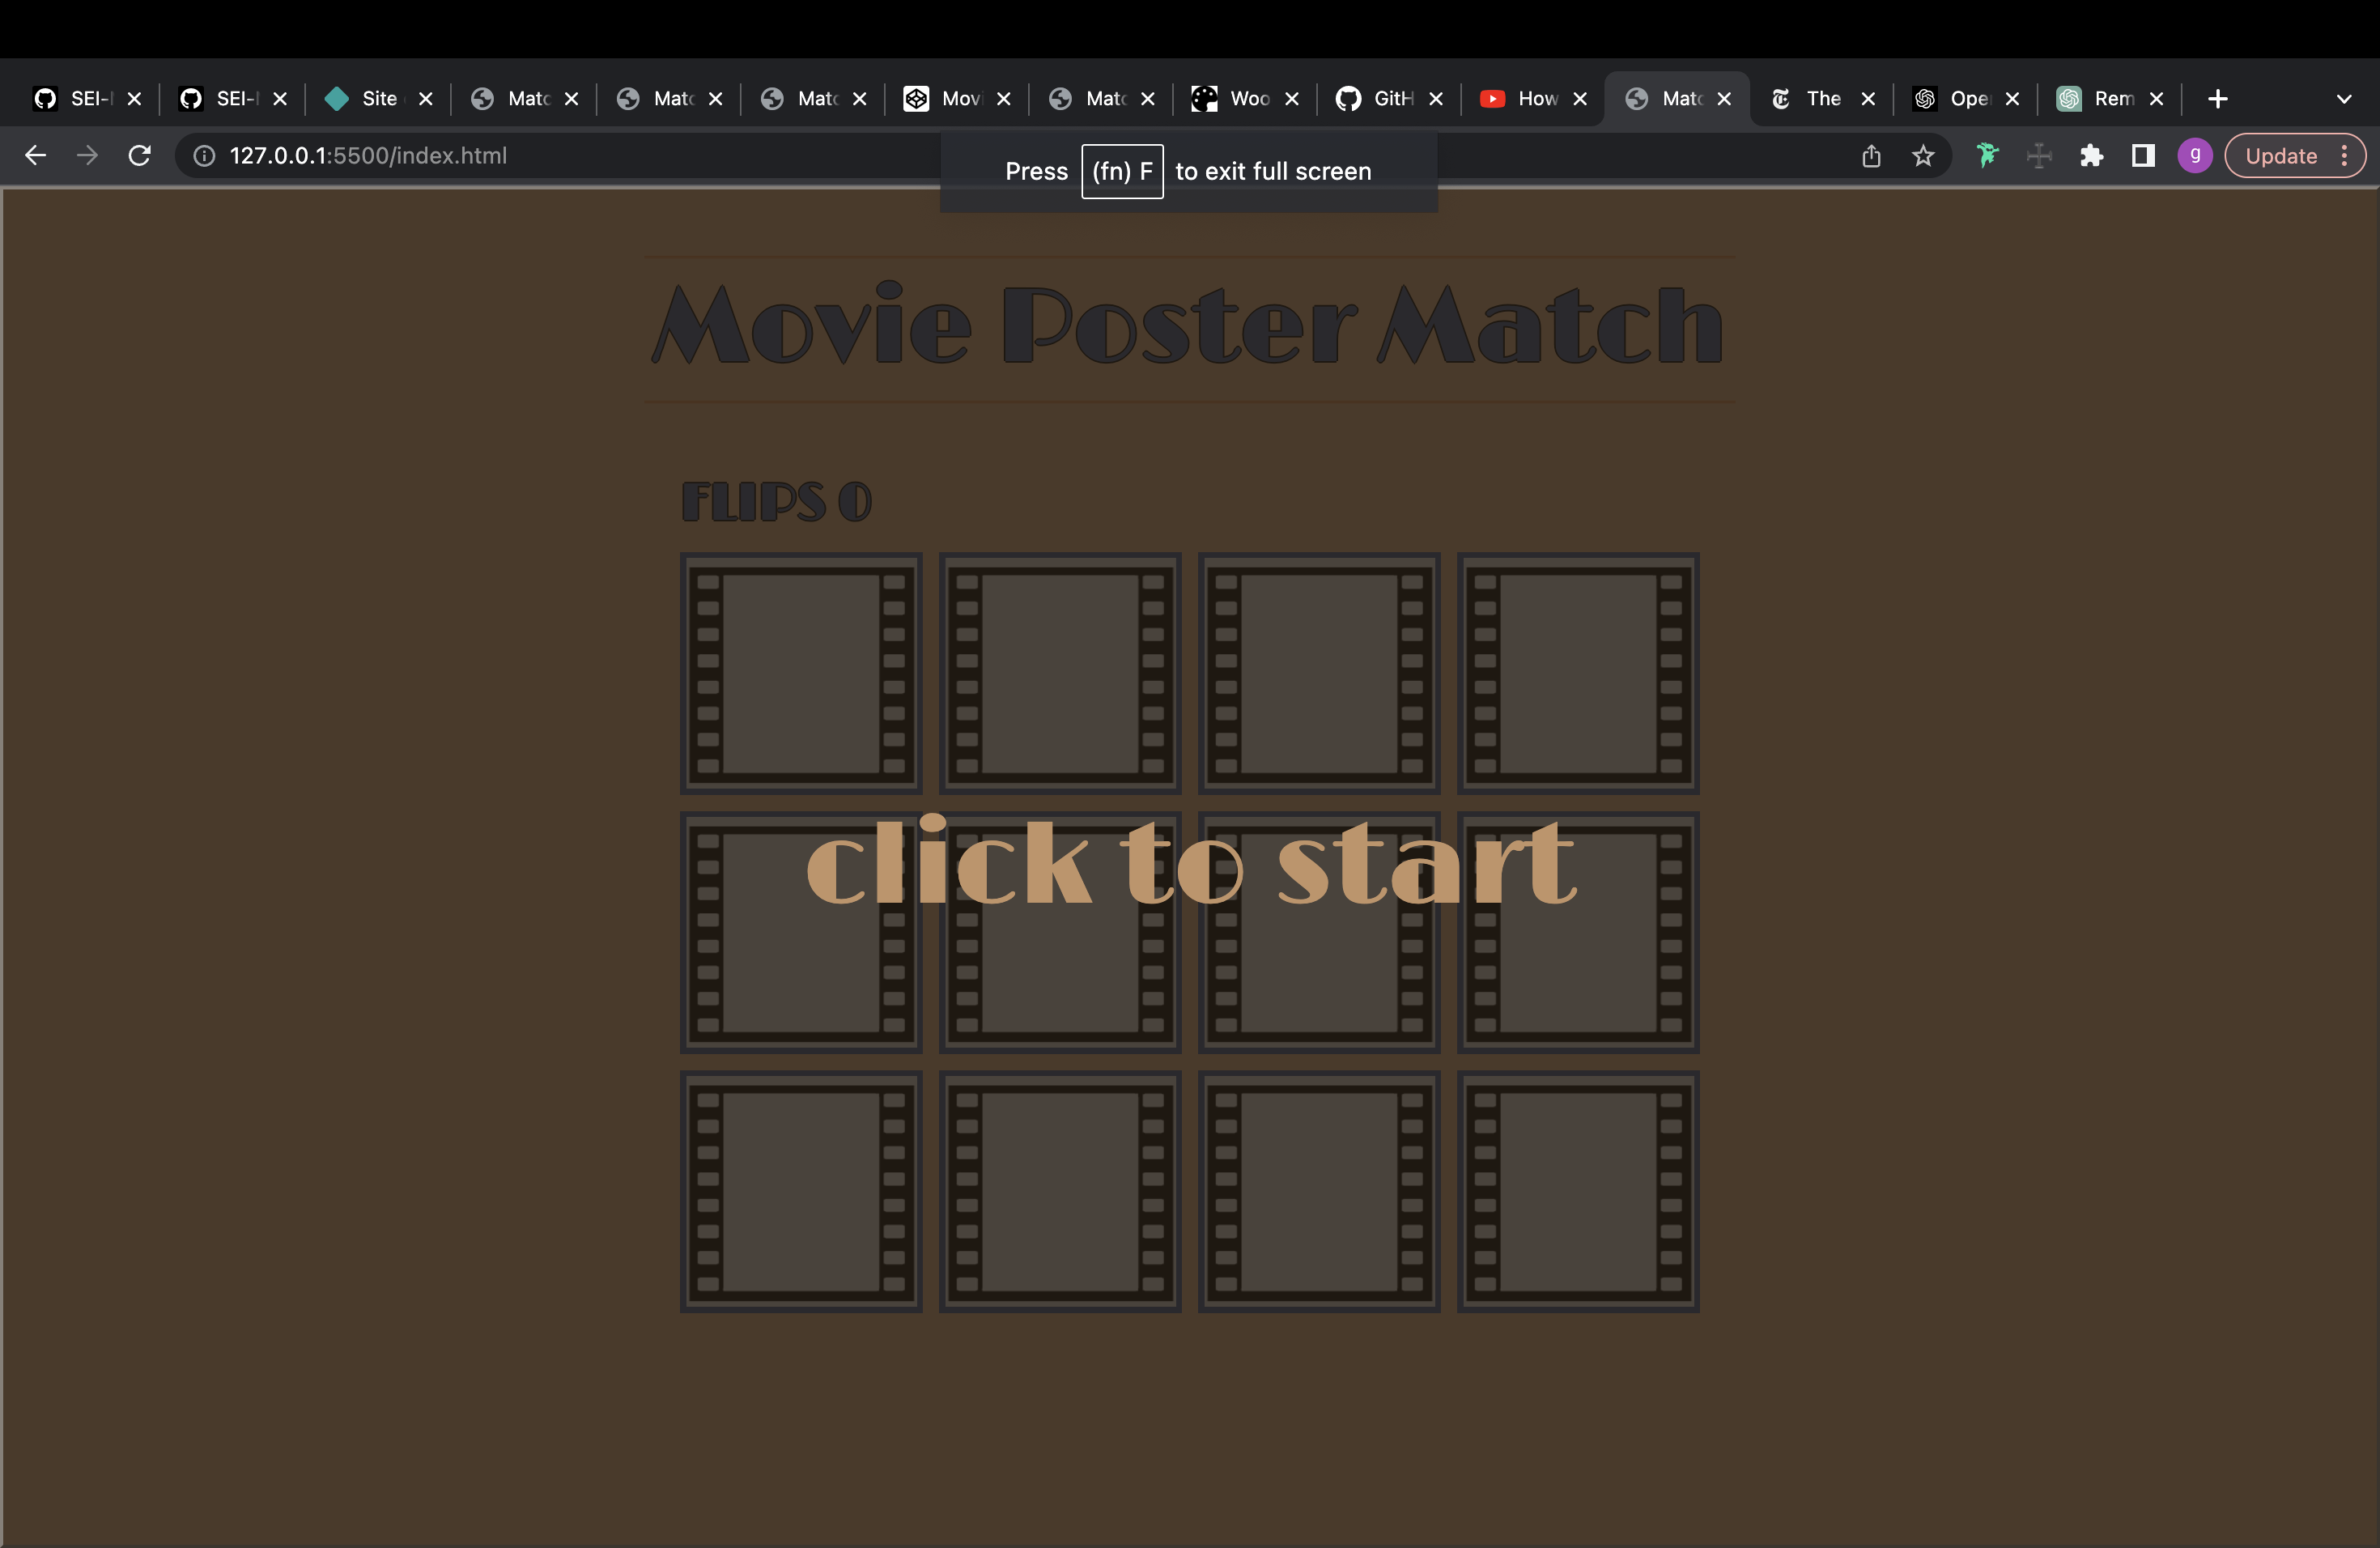 SEI- SEI- Site Matc Matc Matc Movi Matc Woo GitH How Matc The Ope Rem
127.0.0.1:5500/index.html g Update
Press (fn) F to exit full screen
Movie Poster Match
FLIPS 0
click to start